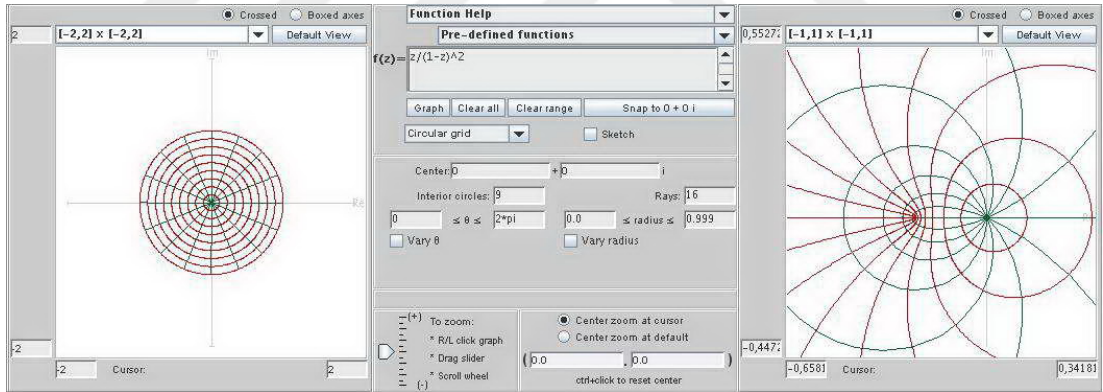 Crossed Boxed axes
2 [-2,2] x [-2,2] Default View
Im
Re
-2
-2 Cursor: 2
Function Help
Pre-defined functions
f(z)= z/(1-z)^2
Graph Clear all Clear range Snap to 0 + 0 i
Circular grid Sketch
Center: 0 + 0 i
Interior circles: 9 Rays: 16
0 ≤ θ ≤ 2*pi 0.0 ≤ radius ≤ 0.999
Vary θ Vary radius
(+) To zoom:
* R/L click graph
* Drag slider
* Scroll wheel
(-)
Center zoom at cursor
Center zoom at default
( 0.0 , 0.0 )
ctrl+click to reset center
Crossed Boxed axes
0,55272 [-1,1] x [-1,1] Default View
Im
-0,4472
-0,6581 Cursor: 0,34181